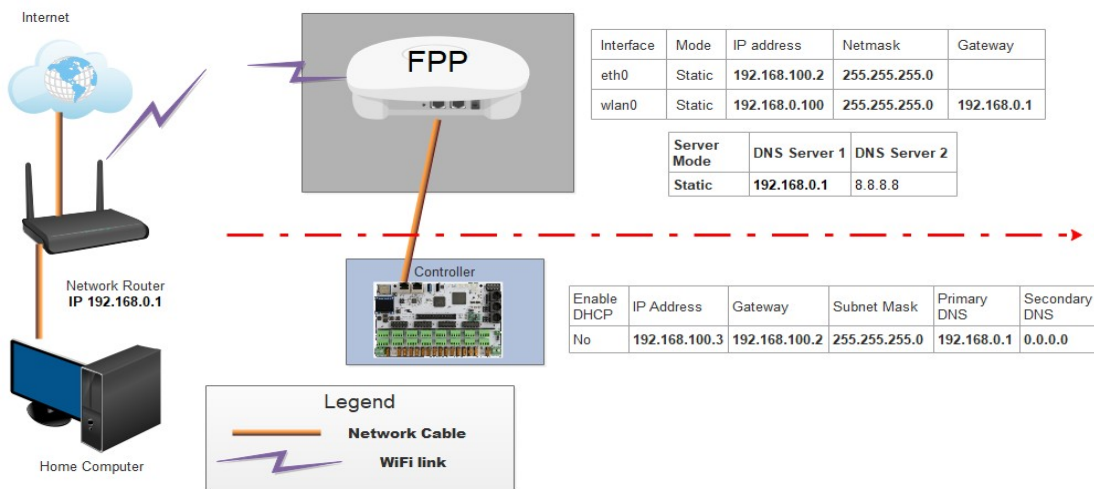 Internet
FPP
Interface Mode IP address Netmask Gateway
eth0 Static 192.168.100.2 255.255.255.0
wlan0 Static 192.168.0.100 255.255.255.0 192.168.0.1
Server
Mode DNS Server 1 DNS Server 2
Static 192.168.0.1 8.8.8.8
Network Router
IP 192.168.0.1
Controller
Enable
DHCP IP Address Gateway Subnet Mask Primary
DNS Secondary
DNS
No 192.168.100.3 192.168.100.2 255.255.255.0 192.168.0.1 0.0.0.0
Home Computer
Legend
Network Cable
WiFi link